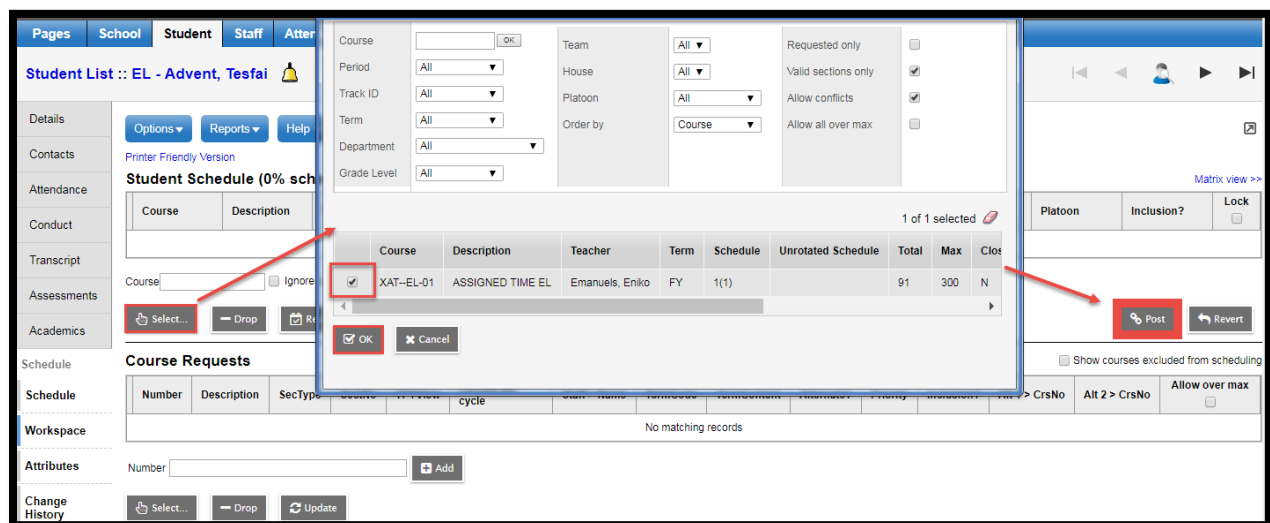 Pages School Student Staff Atter
Student List :: EL - Advent, Tesfai
Details
Contacts
Attendance
Conduct
Transcript
Assessments
Academics
Schedule
Schedule
Workspace
Attributes
Change
History
Options Reports Help
Printer Friendly Version
Student Schedule (0% sch
Matrix view >>
Course Description Platoon Inclusion? Lock
Course Ignore
Select... Drop Re Post Revert
Course OK
Period All
Track ID All
Term All
Department All
Grade Level All
Team All
House All
Platoon All
Order by Course
Requested only
Valid sections only
Allow conflicts
Allow all over max
1 of 1 selected
Course Description Teacher Term Schedule Unrotated Schedule Total Max Clos
XAT--EL-01 ASSIGNED TIME EL Emanuels, Eniko FY 1(1) 91 300 N
OK Cancel
Course Requests
Show courses excluded from scheduling
Number Description SecType cycle > CrsNo Alt 2 > CrsNo Allow over max
No matching records
Number Add
Select... Drop Update